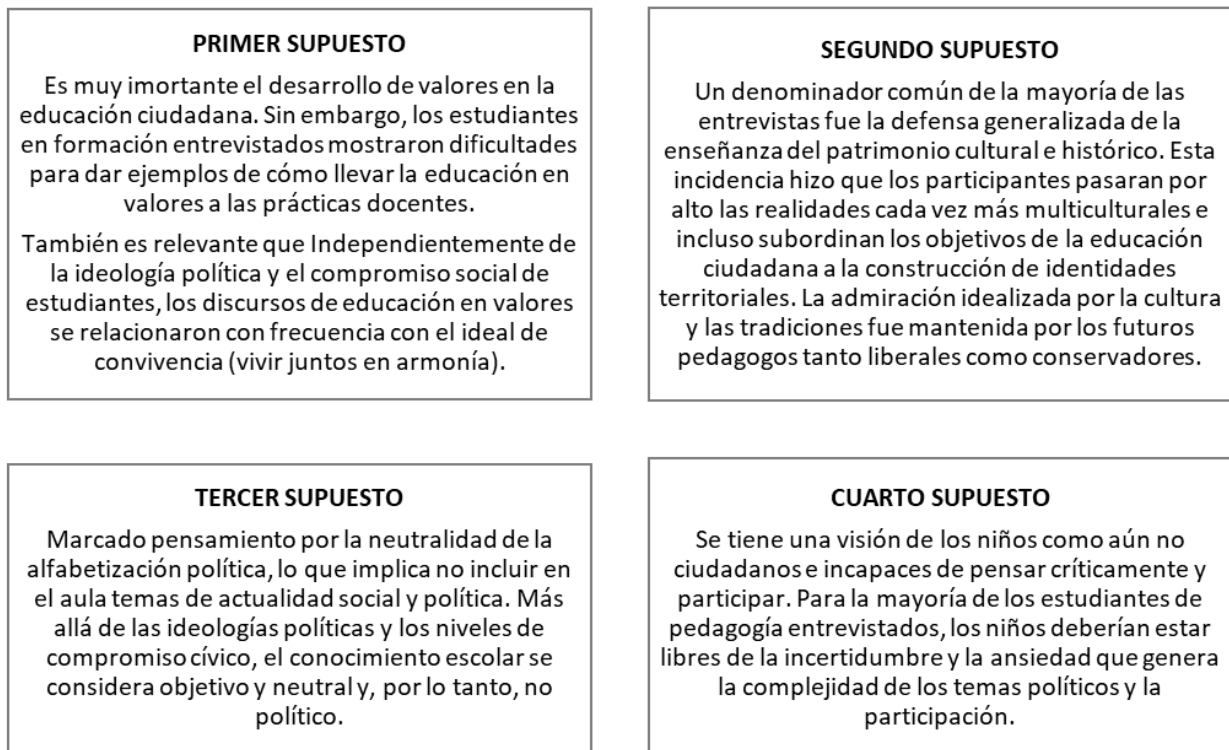 PRIMER SUPUESTO
Es muy imortante el desarrollo de valores en la
educación ciudadana. Sin embargo, los estudiantes
en formación entrevistados mostraron dificultades
para dar ejemplos de cómo llevar la educación en
valores a las prácticas docentes.
También es relevante que Independientemente de
la ideología política y el compromiso social de
estudiantes, los discursos de educación en valores
se relacionaron con frecuencia con el ideal de
convivencia (vivir juntos en armonía).
SEGUNDO SUPUESTO
Un denominador común de la mayoría de las
entrevistas fue la defensa generalizada de la
enseñanza del patrimonio cultural e histórico. Esta
incidencia hizo que los participantes pasaran por
alto las realidades cada vez más multiculturales e
incluso subordinan los objetivos de la educación
ciudadana a la construcción de identidades
territoriales. La admiración idealizada por la cultura
y las tradiciones fue mantenida por los futuros
pedagogos tanto liberales como conservadores.
TERCER SUPUESTO
Marcado pensamiento por la neutralidad de la
alfabetización política, lo que implica no incluir en
el aula temas de actualidad social y política. Más
allá de las ideologías políticas y los niveles de
compromiso cívico, el conocimiento escolar se
considera objetivo y neutral y, por lo tanto, no
político.
CUARTO SUPUESTO
Se tiene una visión de los niños como aún no
ciudadanos e incapaces de pensar críticamente y
participar. Para la mayoría de los estudiantes de
pedagogía entrevistados, los niños deberían estar
libres de la incertidumbre y la ansiedad que genera
la complejidad de los temas políticos y la
participación.